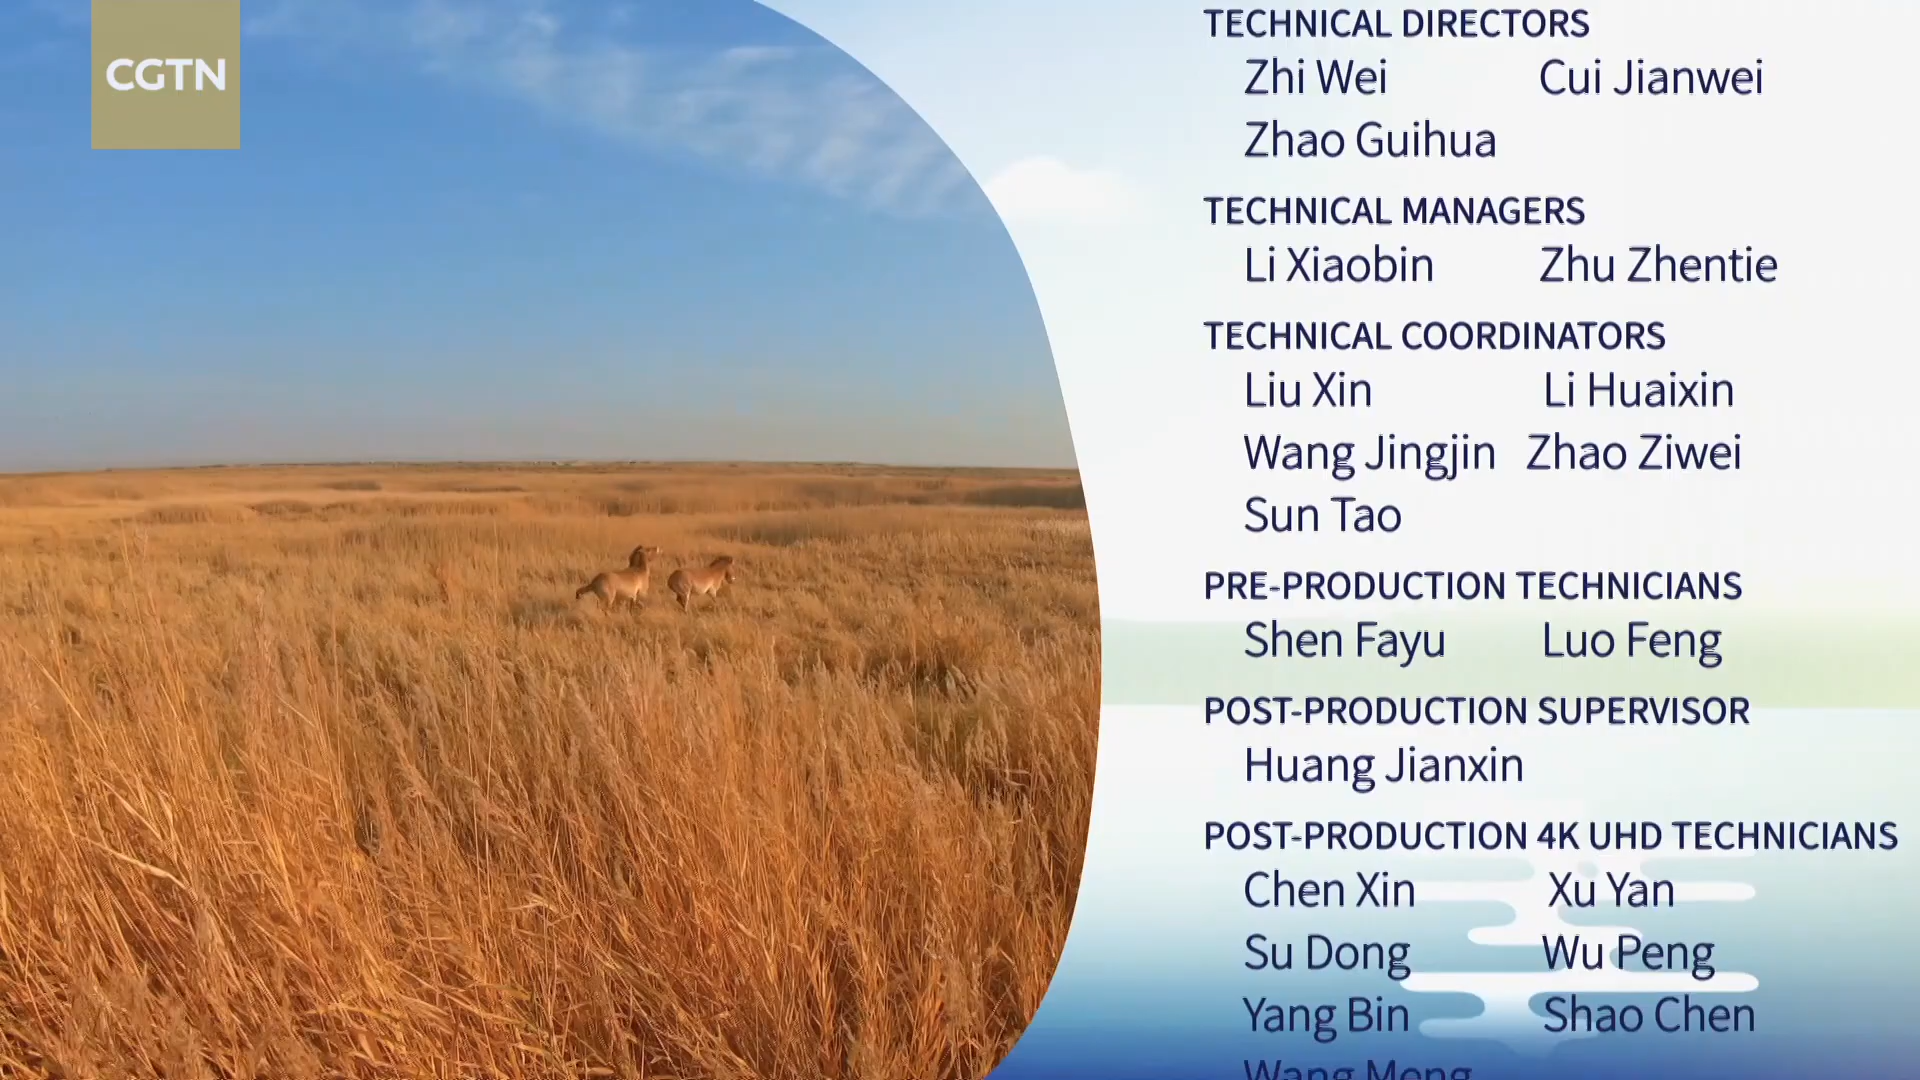 CGTN
TECHNICAL DIRECTORS
Zhi Wei Cui Jianwei
Zhao Guihua
TECHNICAL MANAGERS
Li Xiaobin Zhu Zhentie
TECHNICAL COORDINATORS
Liu Xin Li Huaixin
Wang Jingjin Zhao Ziwei
Sun Tao
PRE-PRODUCTION TECHNICIANS
Shen Fayu Luo Feng
POST-PRODUCTION SUPERVISOR
Huang Jianxin
POST-PRODUCTION 4K UHD TECHNICIANS
Chen Xin Xu Yan
Su Dong Wu Peng
Yang Bin Shao Chen
Wang Meng